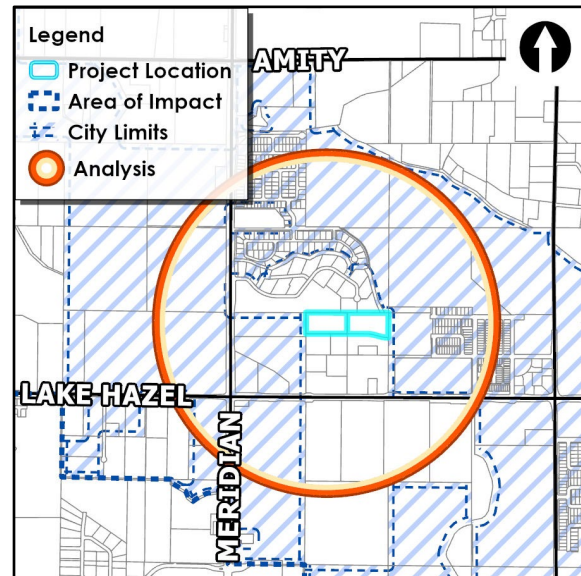 Legend
Project Location
Area of Impact
City Limits
Analysis
AMITY
LAKE HAZEL
MERIDIAN